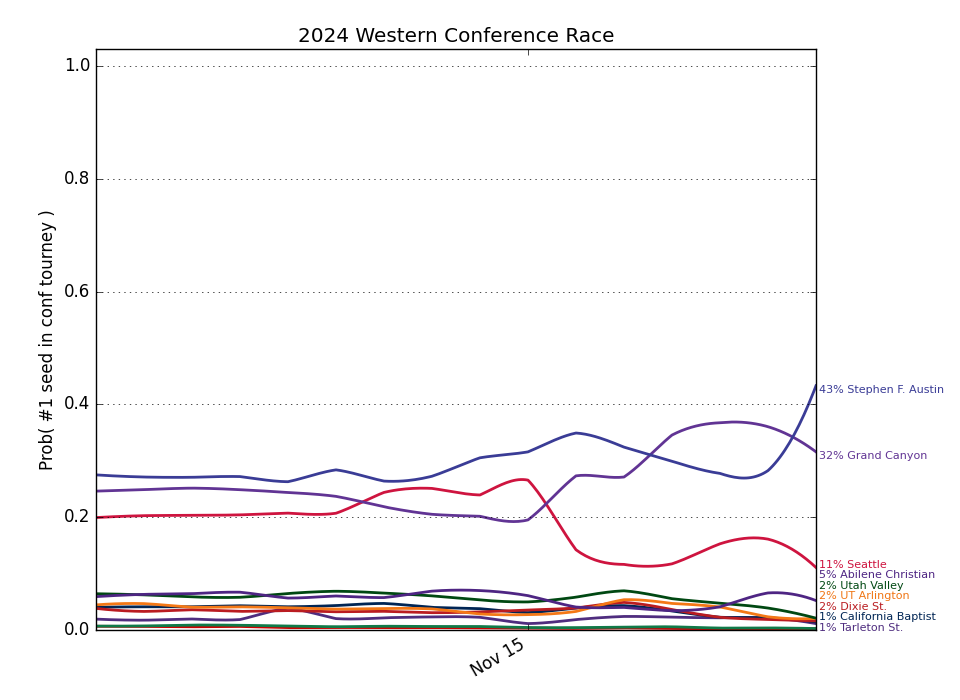 2024 Western Conference Race
Prob( #1 seed in conf tourney )
1.0
0.8
0.6
0.4
0.2
0.0
Nov 15
43% Stephen F. Austin
32% Grand Canyon
11% Seattle
5% Abilene Christian
2% Utah Valley
2% UT Arlington
2% Dixie St.
1% California Baptist
1% Tarleton St.